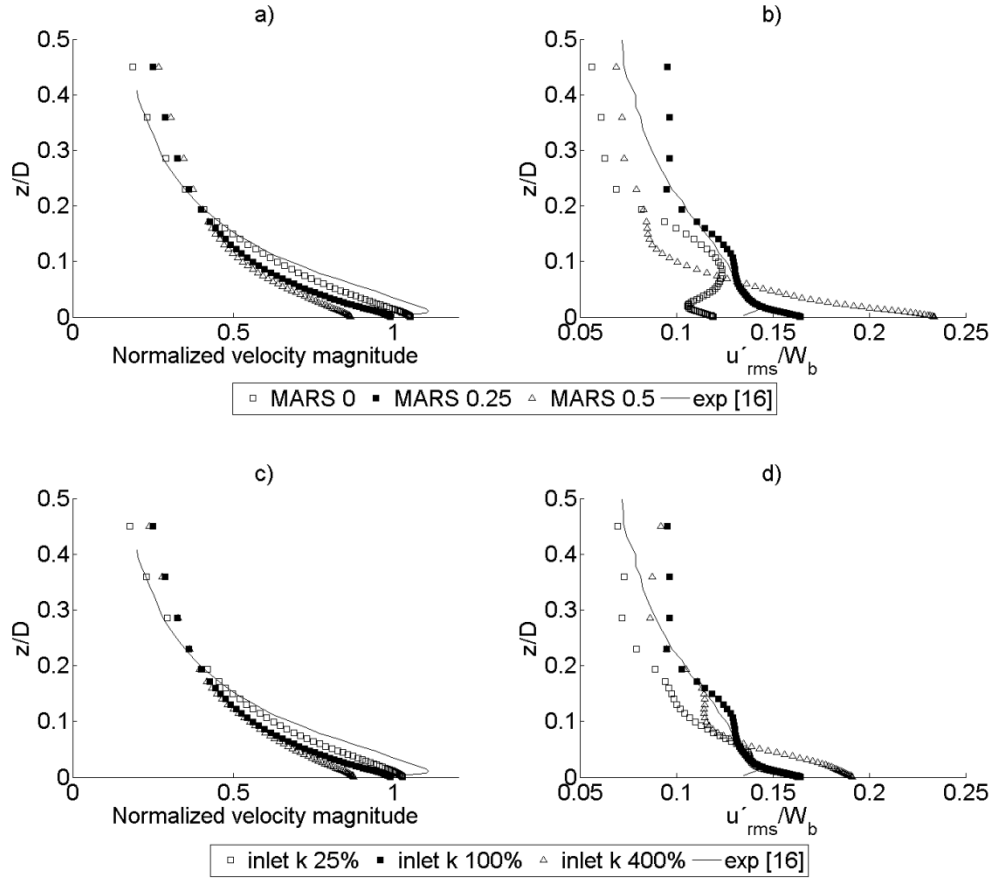 a)
b)
0.5
0.4
0.3
0.2
0.1
0
z/D
0.5
1
Normalized velocity magnitude
0.5
0.4
0.3
0.2
0.1
0
z/D
0.05
0.1
0.15
0.2
0.25
u´rms/Wb
MARS 0
MARS 0.25
MARS 0.5
exp [16]
c)
d)
0.5
0.4
0.3
0.2
0.1
0
z/D
0.5
1
Normalized velocity magnitude
0.5
0.4
0.3
0.2
0.1
0
z/D
0.05
0.1
0.15
0.2
0.25
u´rms/Wb
inlet k 25%
inlet k 100%
inlet k 400%
exp [16]